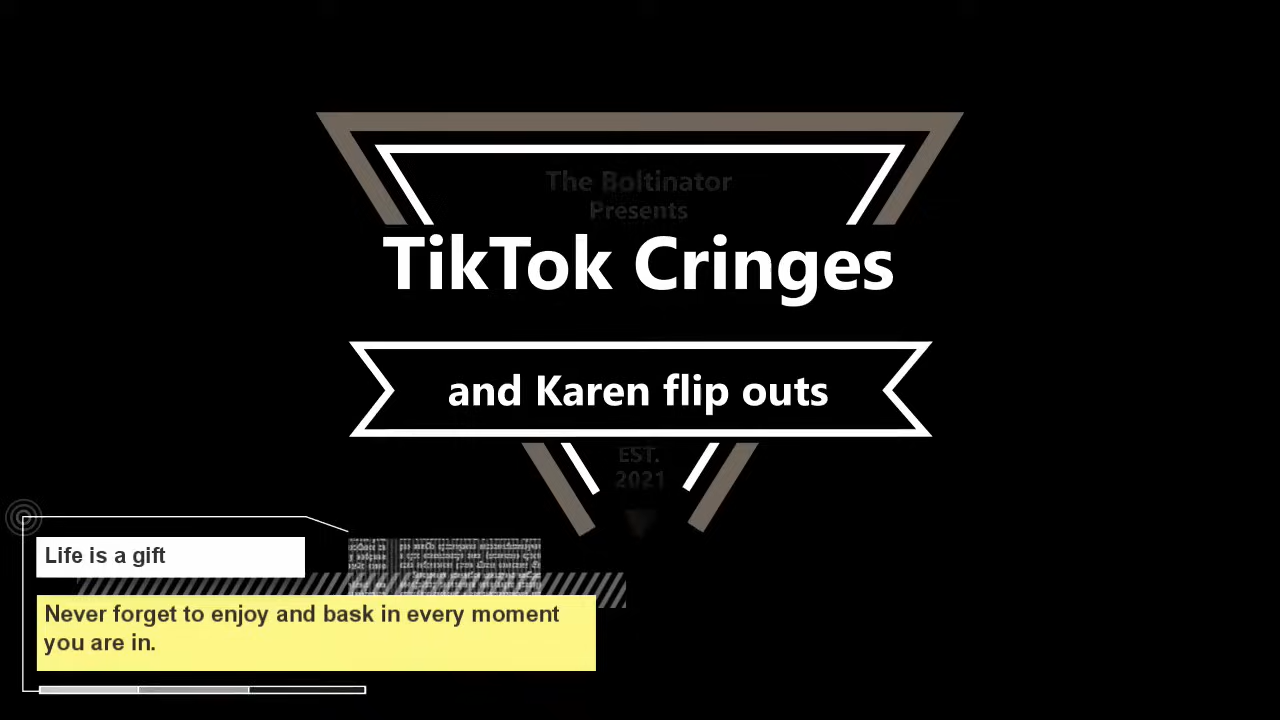 The Boltinator
Presents
TikTok Cringes
and Karen flip outs
EST.
2021
Life is a gift
Never forget to enjoy and bask in every moment
you are in.